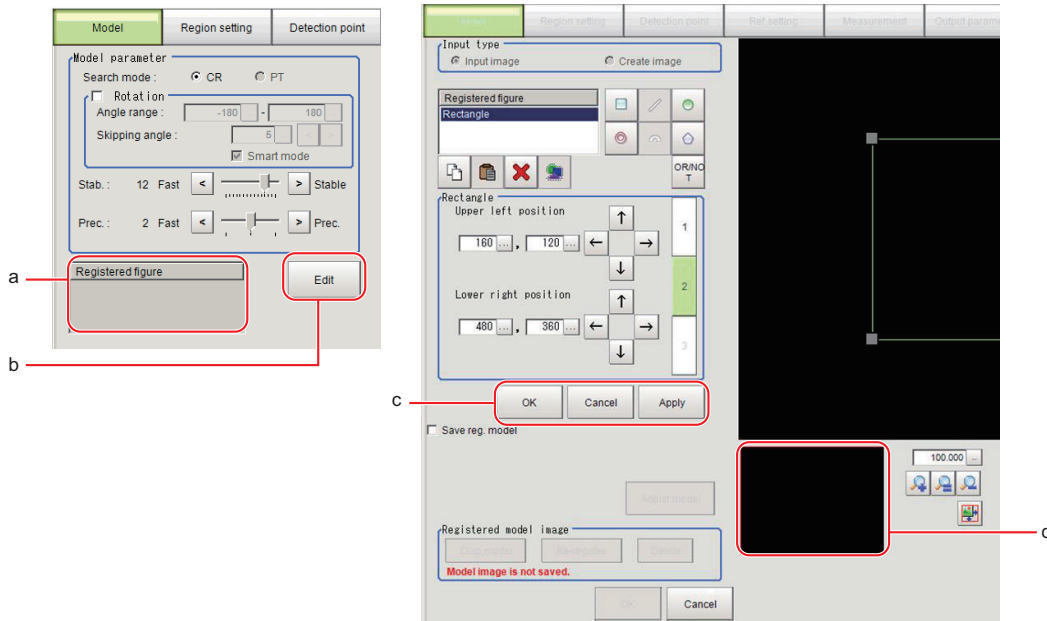 Model Region setting Detection point
Model parameter
Search mode : CR PT
Rotation
Angle range : -180 - 180
Skipping angle : 5 < >
Smart mode
Stab. : 12 Fast < > Stable
Prec. : 2 Fast < > Prec.
Registered figure
Edit
a
b
Model Region setting Detection point Ref setting Measurement Output parame
Input type
Input image Create image
Registered figure
Rectangle
OR/NO
T
Rectangle
Upper left position
160 ... , 120 ...
↑
← →
↓
1
2
3
Lower right position
480 ... , 360 ...
↑
← →
↓
c
OK Cancel Apply
Save reg. model
100.000 ...
Adjust model
Registered model image
Disp model Re-register Delete
Model image is not saved.
OK Cancel